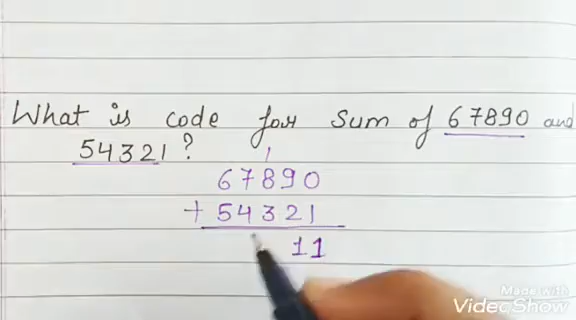 What is code for sum of 67890 and
54321?
1
67890
+ 54321
11
Made with
VideoShow